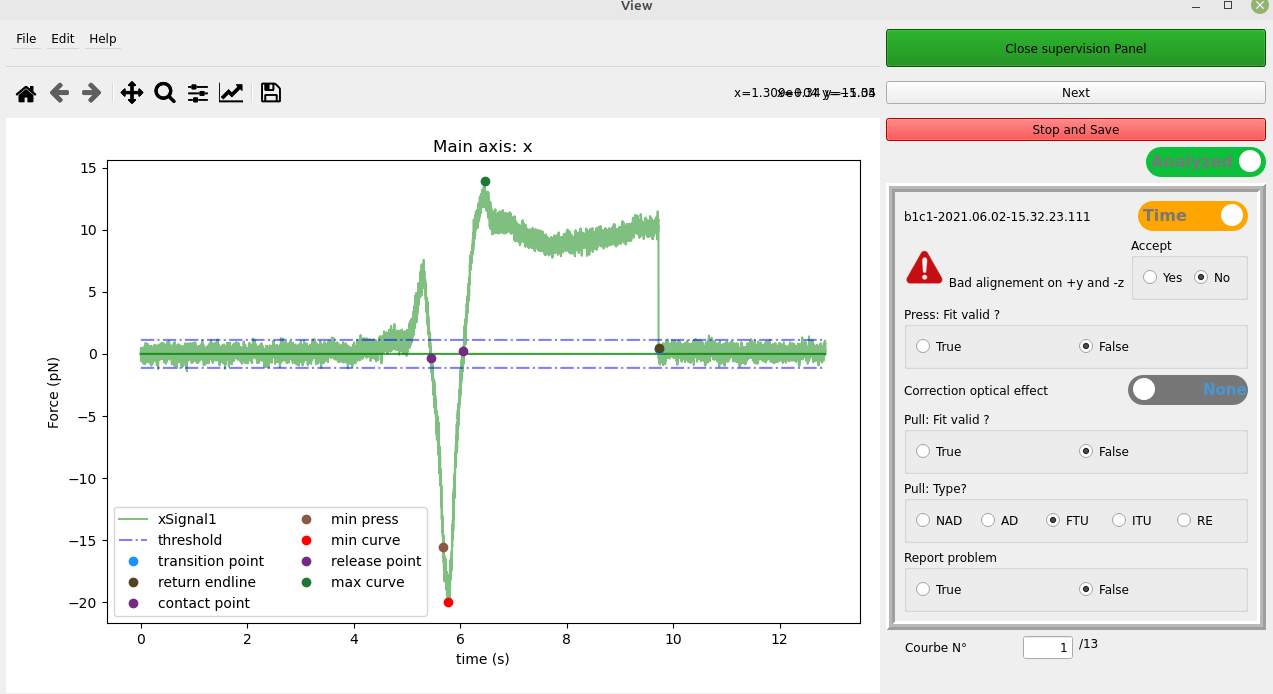 View
File Edit Help
Close supervision Panel
Next
Stop and Save
Analyzed
Main axis: x
15
10
5
0
−5
−10
−15
−20
Force (pN)
0 2 4 6 8 10 12
time (s)
xSignal1
threshold
transition point
return endline
contact point
min press
min curve
release point
max curve
b1c1-2021.06.02-15.32.23.111
Time
Accept
Yes No
Bad alignement on +y and -z
Press: Fit valid ?
True False
Correction optical effect
None
Pull: Fit valid ?
True False
Pull: Type?
NAD AD FTU ITU RE
Report problem
True False
Courbe N° 1 /13